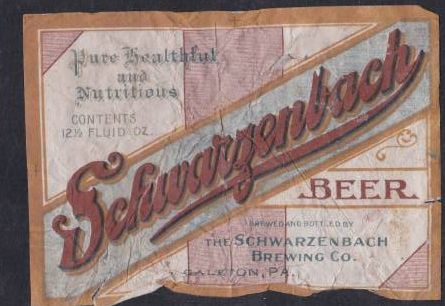 Pure Healthful
and
Nutritious
CONTENTS
12½ FLUID OZ.
Schwarzenbach
BEER
BREWED AND BOTTLED BY
THE SCHWARZENBACH
BREWING CO.
GALETON, PA.